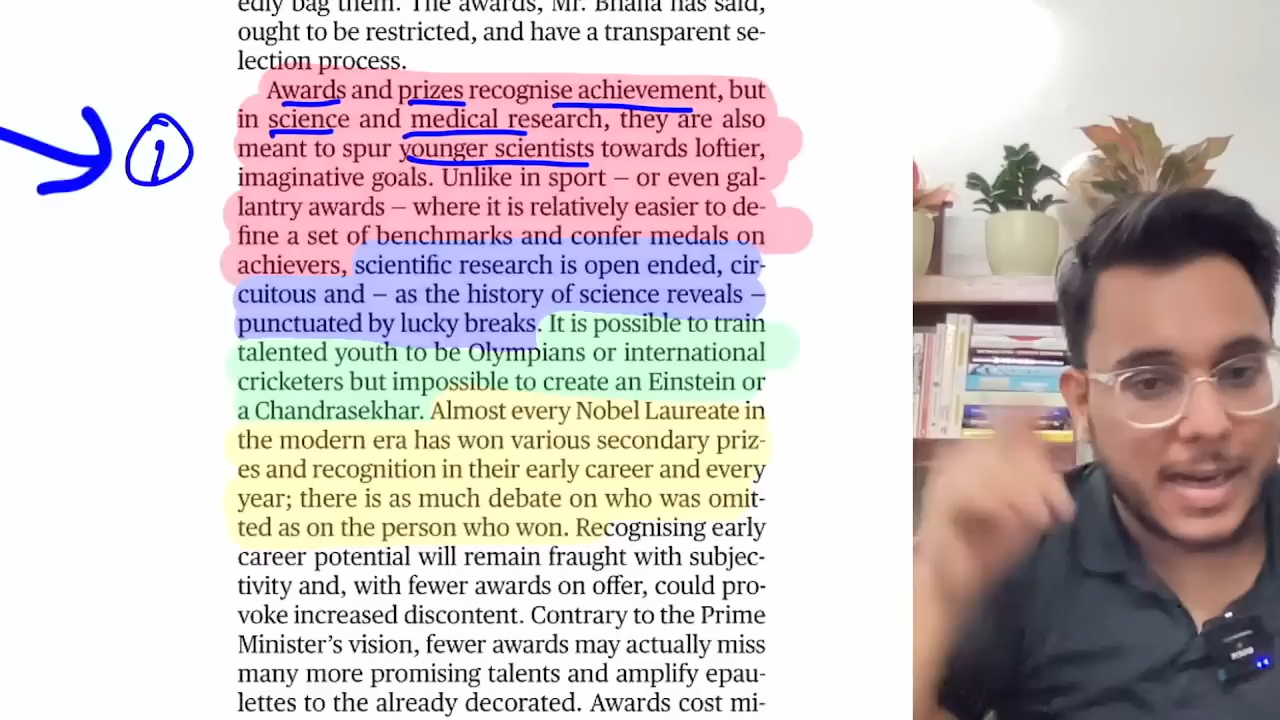 edly bag them. The awards, Mr. Bhalla has said,
ought to be restricted, and have a transparent se-
lection process.
Awards and prizes recognise achievement, but
in science and medical research, they are also
meant to spur younger scientists towards loftier,
imaginative goals. Unlike in sport – or even gal-
lantry awards – where it is relatively easier to de-
fine a set of benchmarks and confer medals on
achievers, scientific research is open ended, cir-
cuitous and – as the history of science reveals –
punctuated by lucky breaks. It is possible to train
talented youth to be Olympians or international
cricketers but impossible to create an Einstein or
a Chandrasekhar. Almost every Nobel Laureate in
the modern era has won various secondary priz-
es and recognition in their early career and every
year; there is as much debate on who was omit-
ted as on the person who won. Recognising early
career potential will remain fraught with subjec-
tivity and, with fewer awards on offer, could pro-
voke increased discontent. Contrary to the Prime
Minister’s vision, fewer awards may actually miss
many more promising talents and amplify epau-
lettes to the already decorated. Awards cost mi-
1